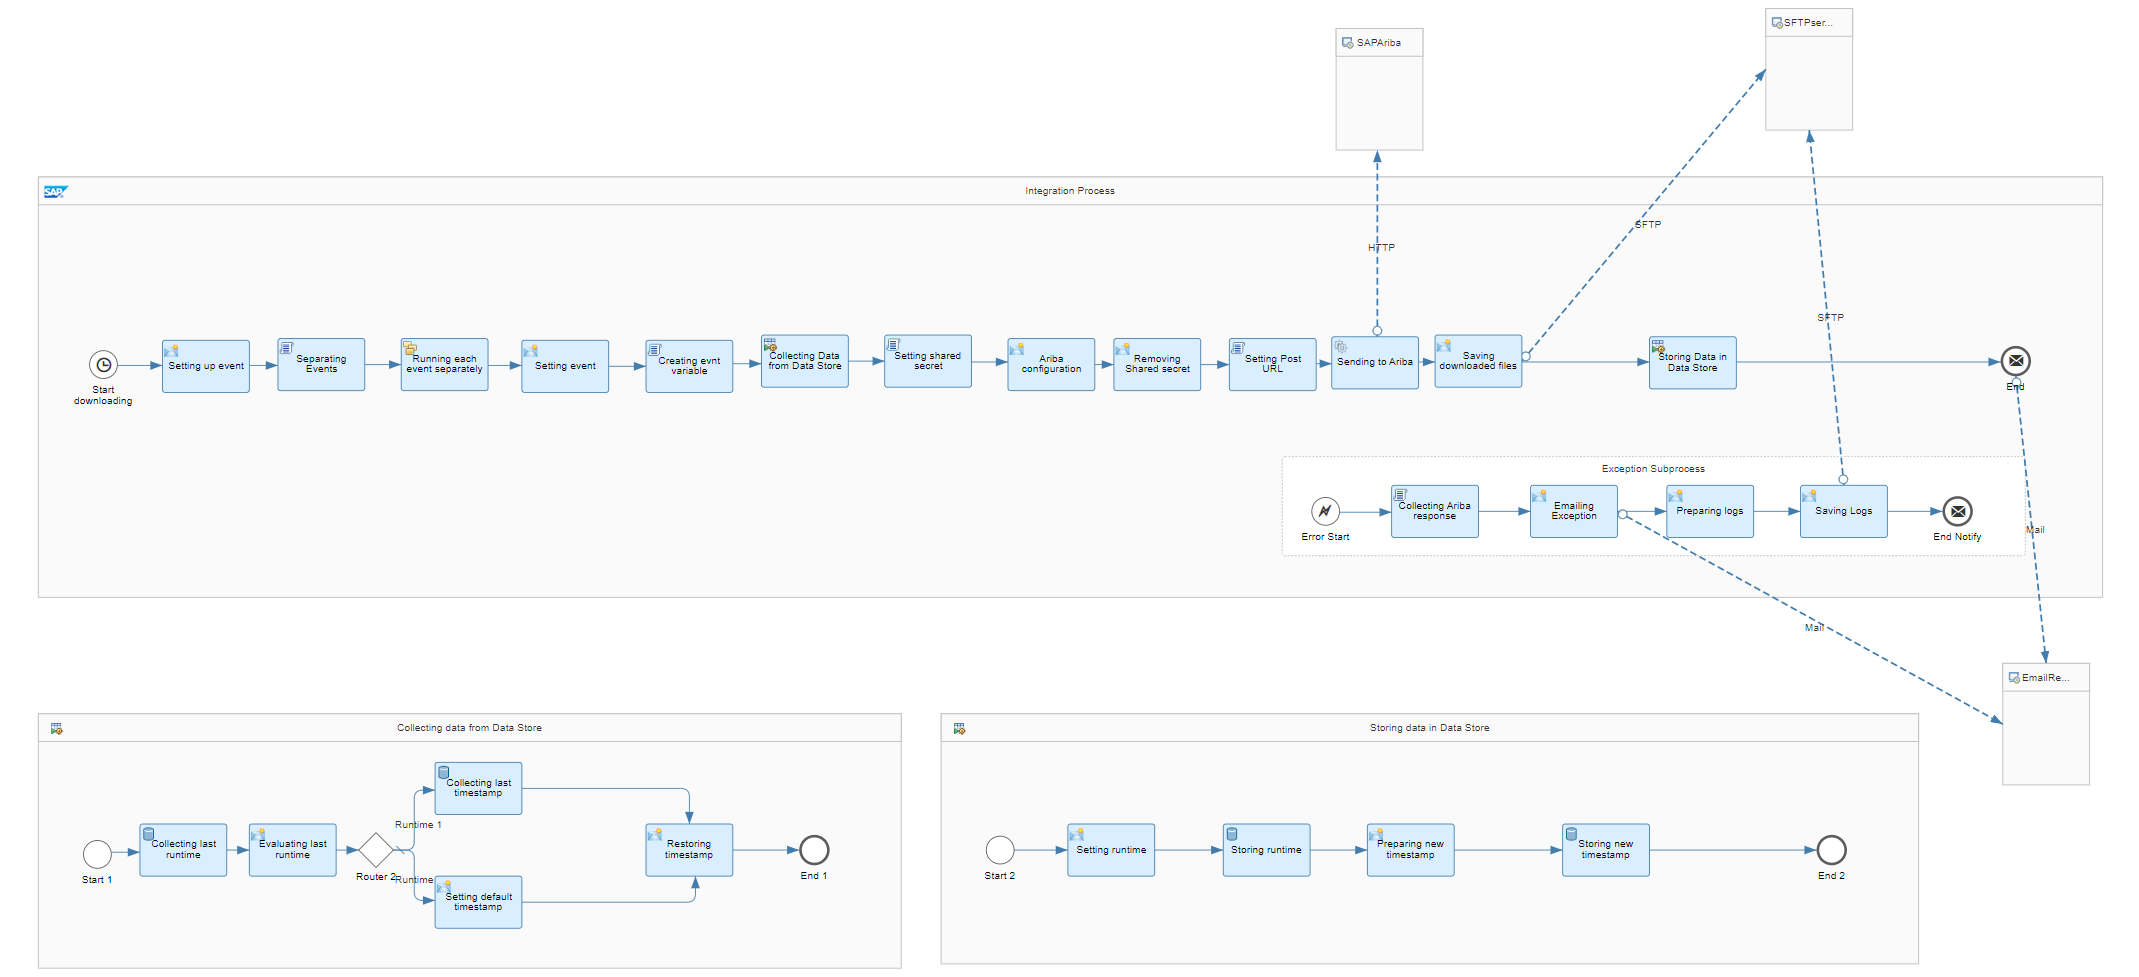 SFTPser...
SAPAriba
SAP
Integration Process
SFTP
HTTP
SFTP
Start
downloading
Setting up event
Separating
Events
Running each
event separately
Setting event
Creating evnt
variable
Collecting Data
from Data Store
Setting shared
secret
Ariba
configuration
Removing
Shared secret
Setting Post
URL
Sending to Ariba
Saving
downloaded files
Storing Data in
Data Store
End
Exception Subprocess
Error Start
Collecting Ariba
response
Emailing
Exception
Preparing logs
Saving Logs
End Notify
Mail
Mail
EmailRe...
Collecting data from Data Store
Start 1
Collecting last
runtime
Evaluating last
runtime
Router 2
Runtime 1
Runtime
Collecting last
timestamp
Setting default
timestamp
Restoring
timestamp
End 1
Storing data in Data Store
Start 2
Setting runtime
Storing runtime
Preparing new
timestamp
Storing new
timestamp
End 2